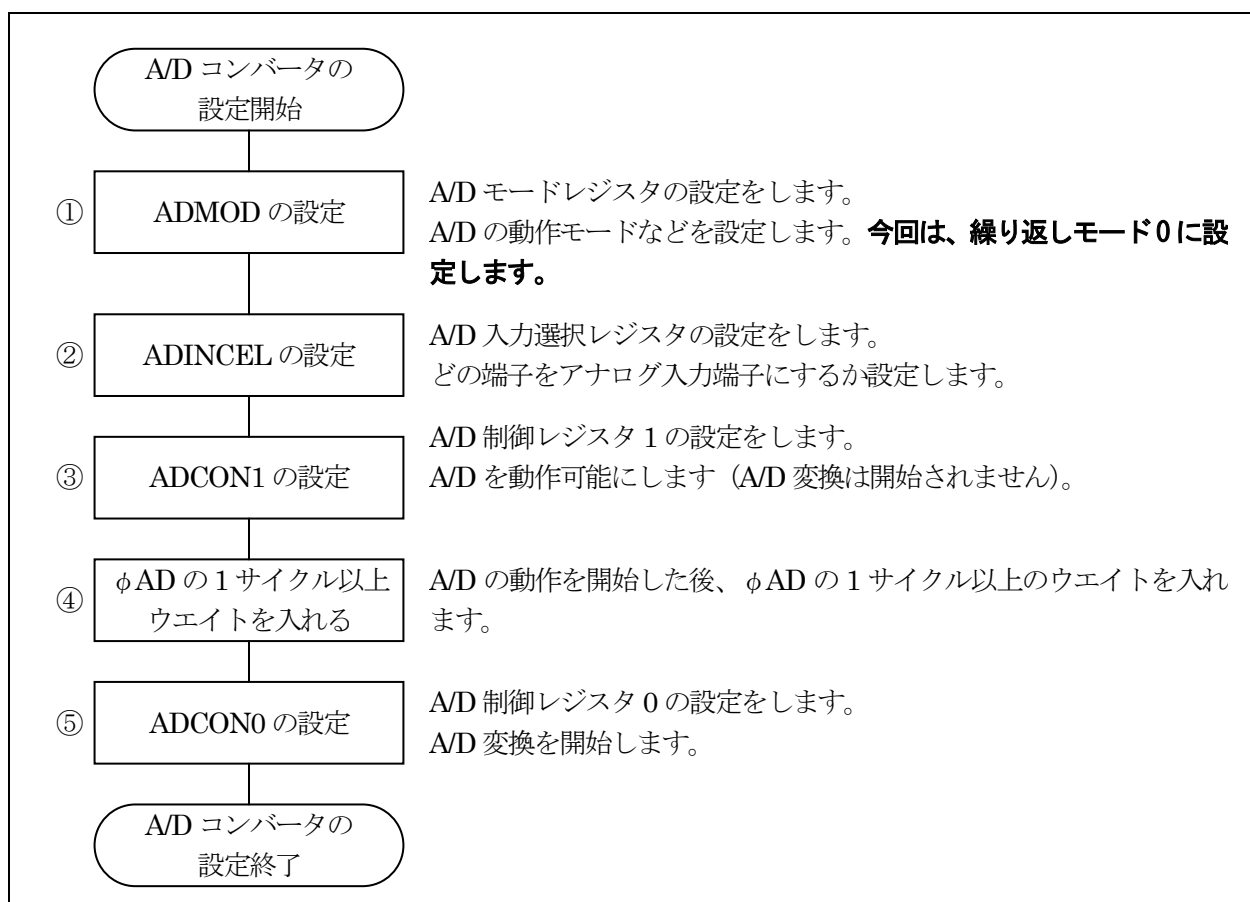 A/D コンバータの
設定開始
①
ADMOD の設定
A/D モードレジスタの設定をします。
A/D の動作モードなどを設定します。今回は、繰り返しモード0に設
定します。
②
ADINCEL の設定
A/D 入力選択レジスタの設定をします。
どの端子をアナログ入力端子にするか設定します。
③
ADCON1 の設定
A/D 制御レジスタ 1 の設定をします。
A/D を動作可能にします（A/D 変換は開始されません）。
④
φAD の 1 サイクル以上
ウエイトを入れる
A/D の動作を開始した後、φAD の 1 サイクル以上のウエイトを入れ
ます。
⑤
ADCON0 の設定
A/D 制御レジスタ 0 の設定をします。
A/D 変換を開始します。
A/D コンバータの
設定終了